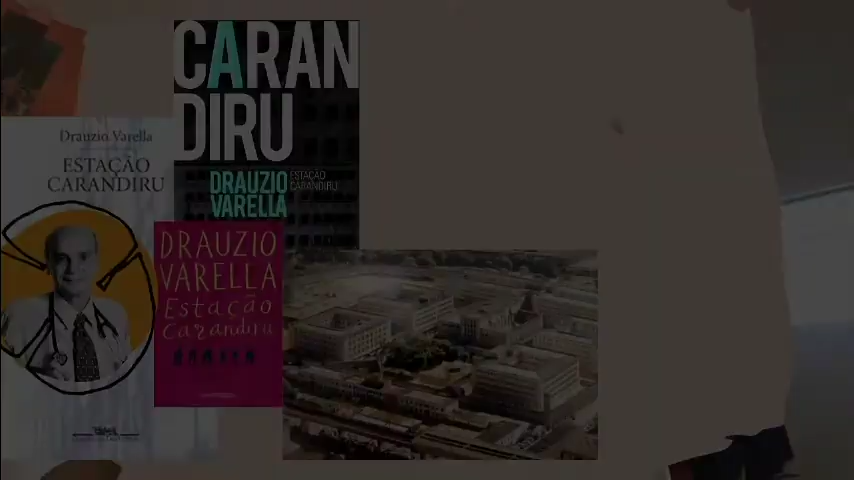 CARAN
DIRU
DRAUZIO
VARELLA
ESTAÇÃO
CARANDIRU
Drauzio Varella
ESTAÇÃO
CARANDIRU
DRAUZIO
VARELLA
Estação
Carandiru